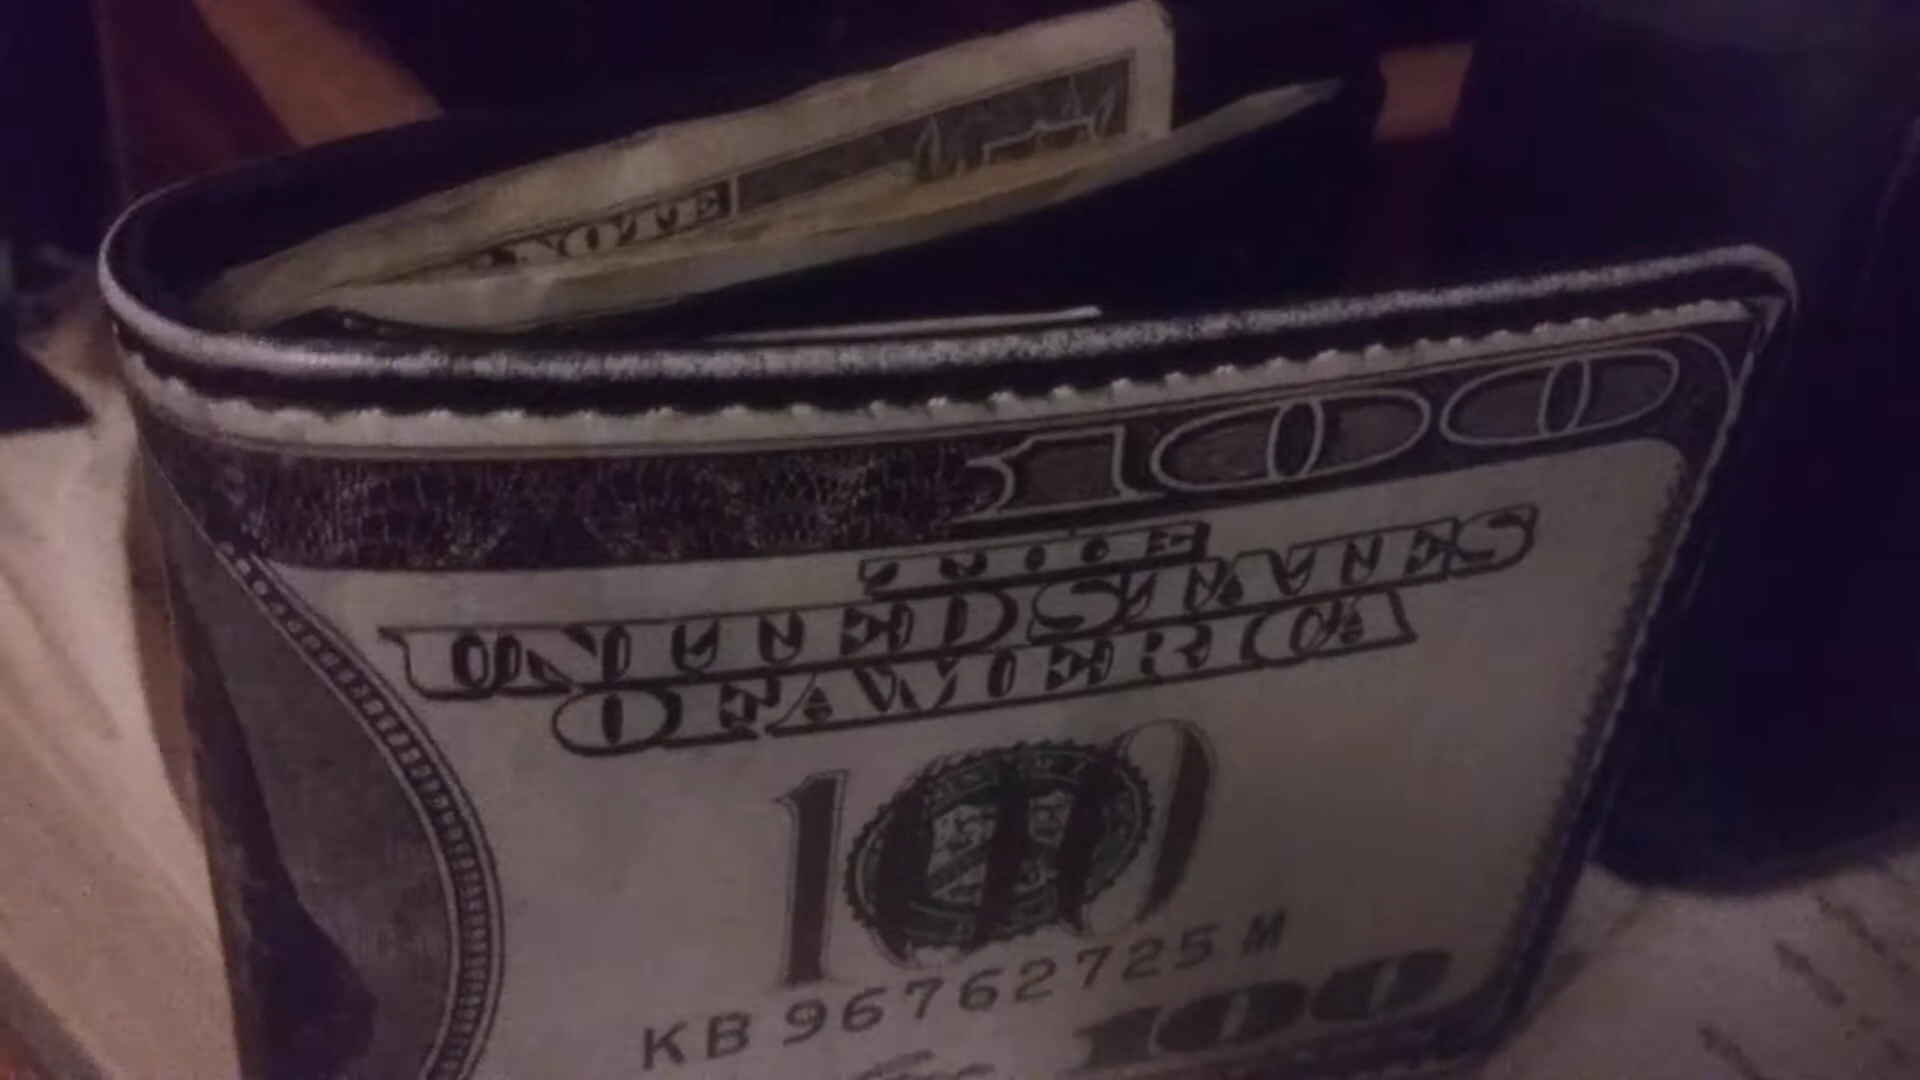 NOTE
100
THE
UNITED STATES
OF AMERICA
100
KB 96762725 M
100